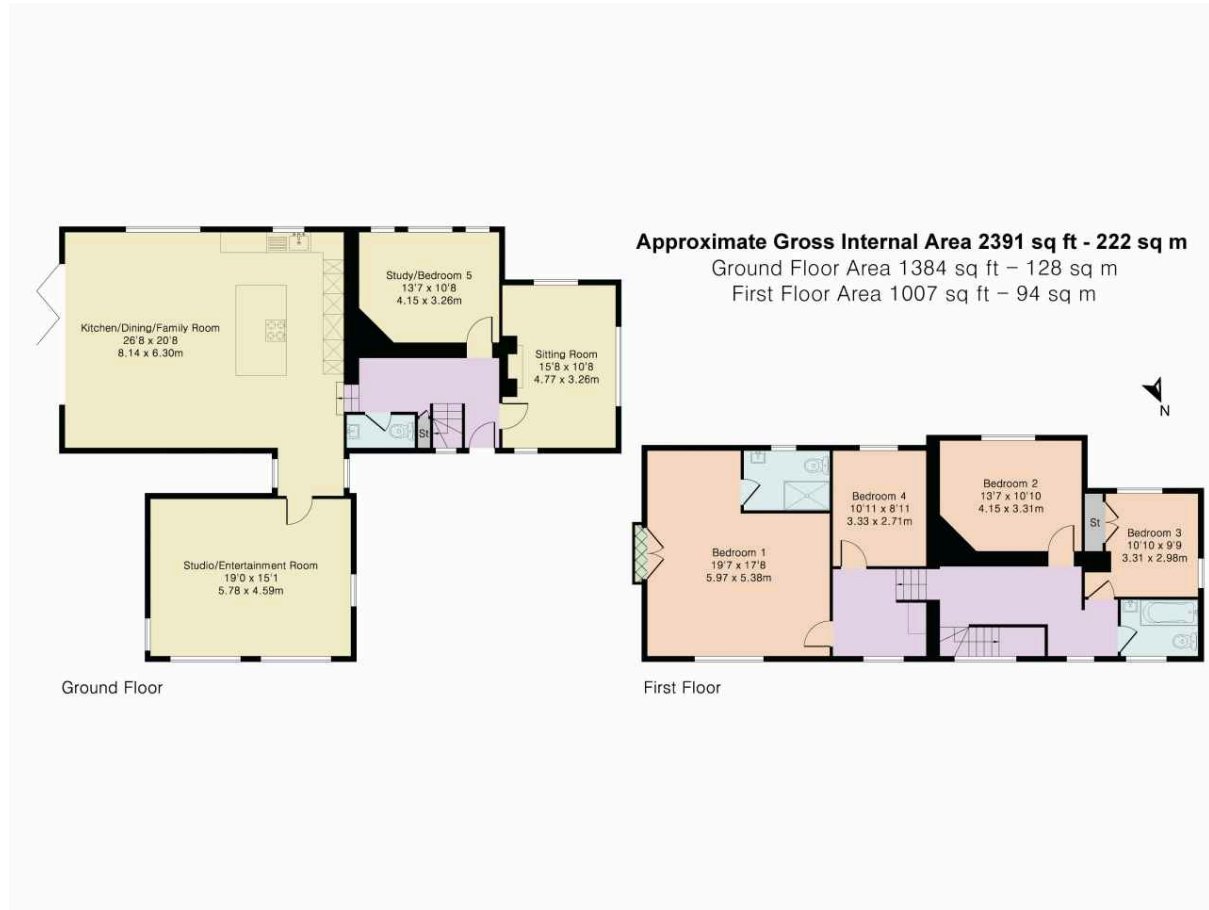 Approximate Gross Internal Area 2391 sq ft - 222 sq m
Ground Floor Area 1384 sq ft – 128 sq m
First Floor Area 1007 sq ft – 94 sq m
Kitchen/Dining/Family Room
26'8 x 20'8
8.14 x 6.30m
Study/Bedroom 5
13'7 x 10'8
4.15 x 3.26m
Sitting Room
15'8 x 10'8
4.77 x 3.26m
St
Studio/Entertainment Room
19'0 x 15'1
5.78 x 4.59m
Ground Floor
N
Bedroom 1
19'7 x 17'8
5.97 x 5.38m
Bedroom 4
10'11 x 8'11
3.33 x 2.71m
Bedroom 2
13'7 x 10'10
4.15 x 3.31m
St
Bedroom 3
10'10 x 9'9
3.31 x 2.98m
First Floor